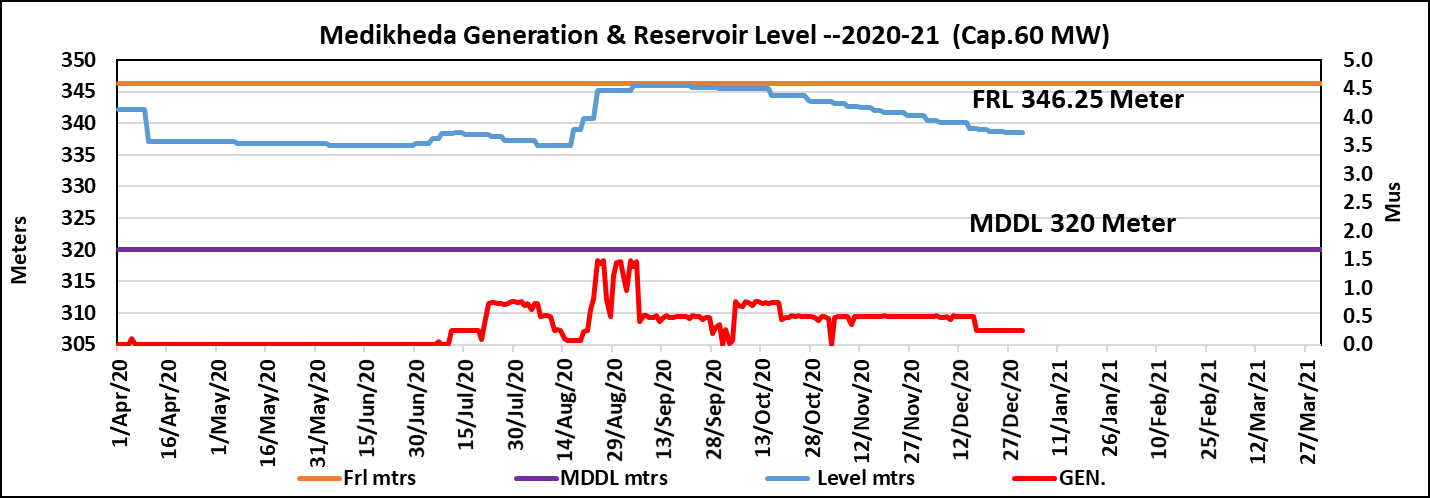 Medikheda Generation & Reservoir Level --2020-21 (Cap.60 MW)
350
345
340
335
330
325
320
315
310
305
Meters
5.0
4.5
4.0
3.5
3.0
2.5
2.0
1.5
1.0
0.5
0.0
Mus
FRL 346.25 Meter
MDDL 320 Meter
1/Apr/20
16/Apr/20
1/May/20
16/May/20
31/May/20
15/Jun/20
30/Jun/20
15/Jul/20
30/Jul/20
14/Aug/20
29/Aug/20
13/Sep/20
28/Sep/20
13/Oct/20
28/Oct/20
12/Nov/20
27/Nov/20
12/Dec/20
27/Dec/20
11/Jan/21
26/Jan/21
10/Feb/21
25/Feb/21
12/Mar/21
27/Mar/21
Frl mtrs
MDDL mtrs
Level mtrs
GEN.